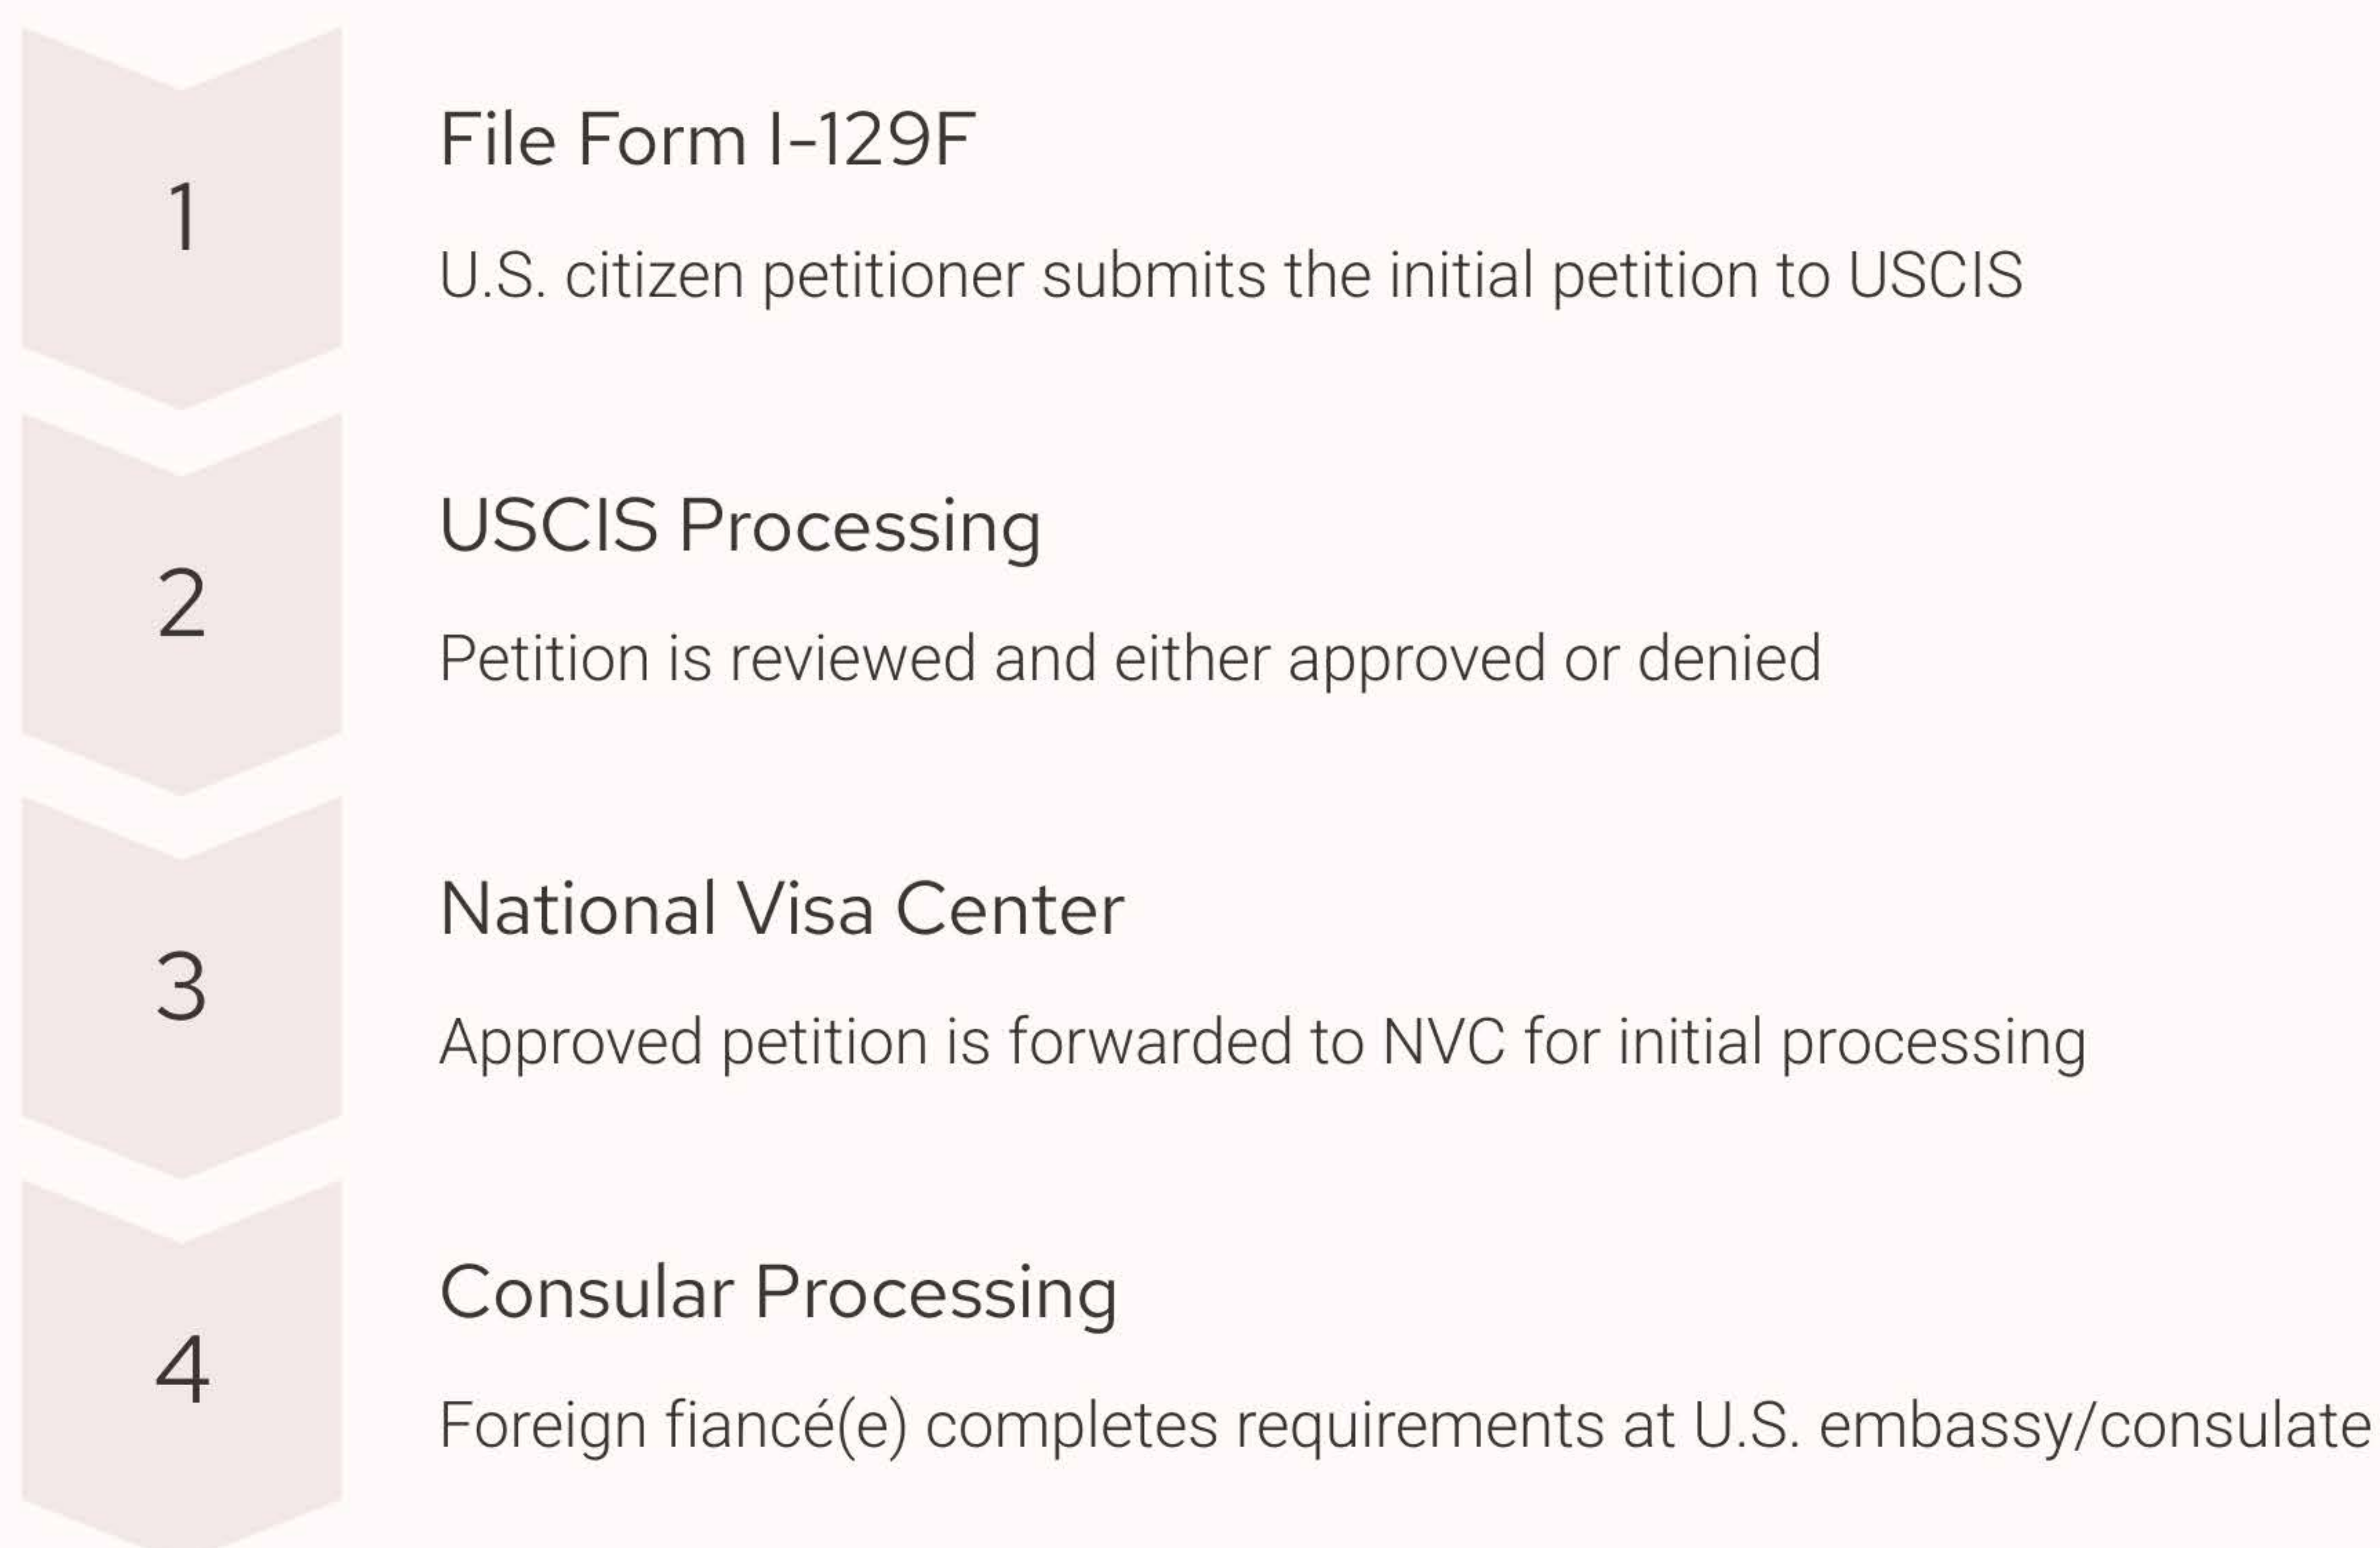 1
File Form I-129F
U.S. citizen petitioner submits the initial petition to USCIS
2
USCIS Processing
Petition is reviewed and either approved or denied
3
National Visa Center
Approved petition is forwarded to NVC for initial processing
4
Consular Processing
Foreign fiancé(e) completes requirements at U.S. embassy/consulate